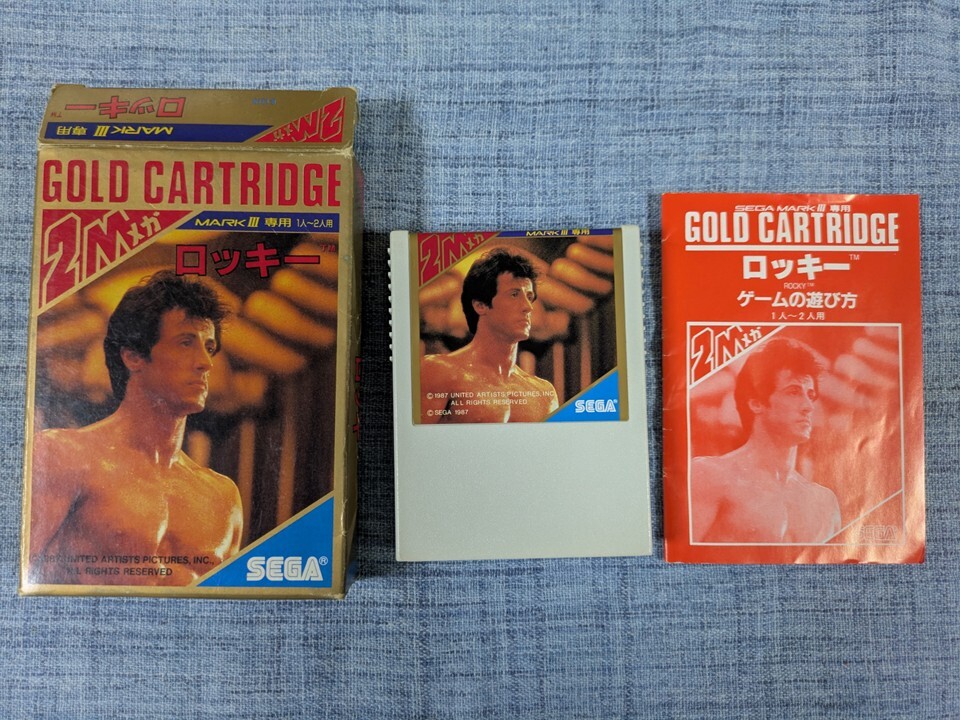 ロッキー™
MARK III 専用
2Mメガ
GOLD CARTRIDGE
2Mメガ
MARK III 専用 1人〜2人用
ロッキー
UNITED ARTISTS PICTURES, INC.,
ALL RIGHTS RESERVED
SEGA®
2Mメガ
MARK III 専用
© 1987 UNITED ARTISTS PICTURES, INC.
ALL RIGHTS RESERVED
© SEGA 1987
SEGA®
SEGA MARK III 専用
GOLD CARTRIDGE
ロッキー™
ROCKY™
ゲームの遊び方
1人〜2人用
2Mメガ
SEGA